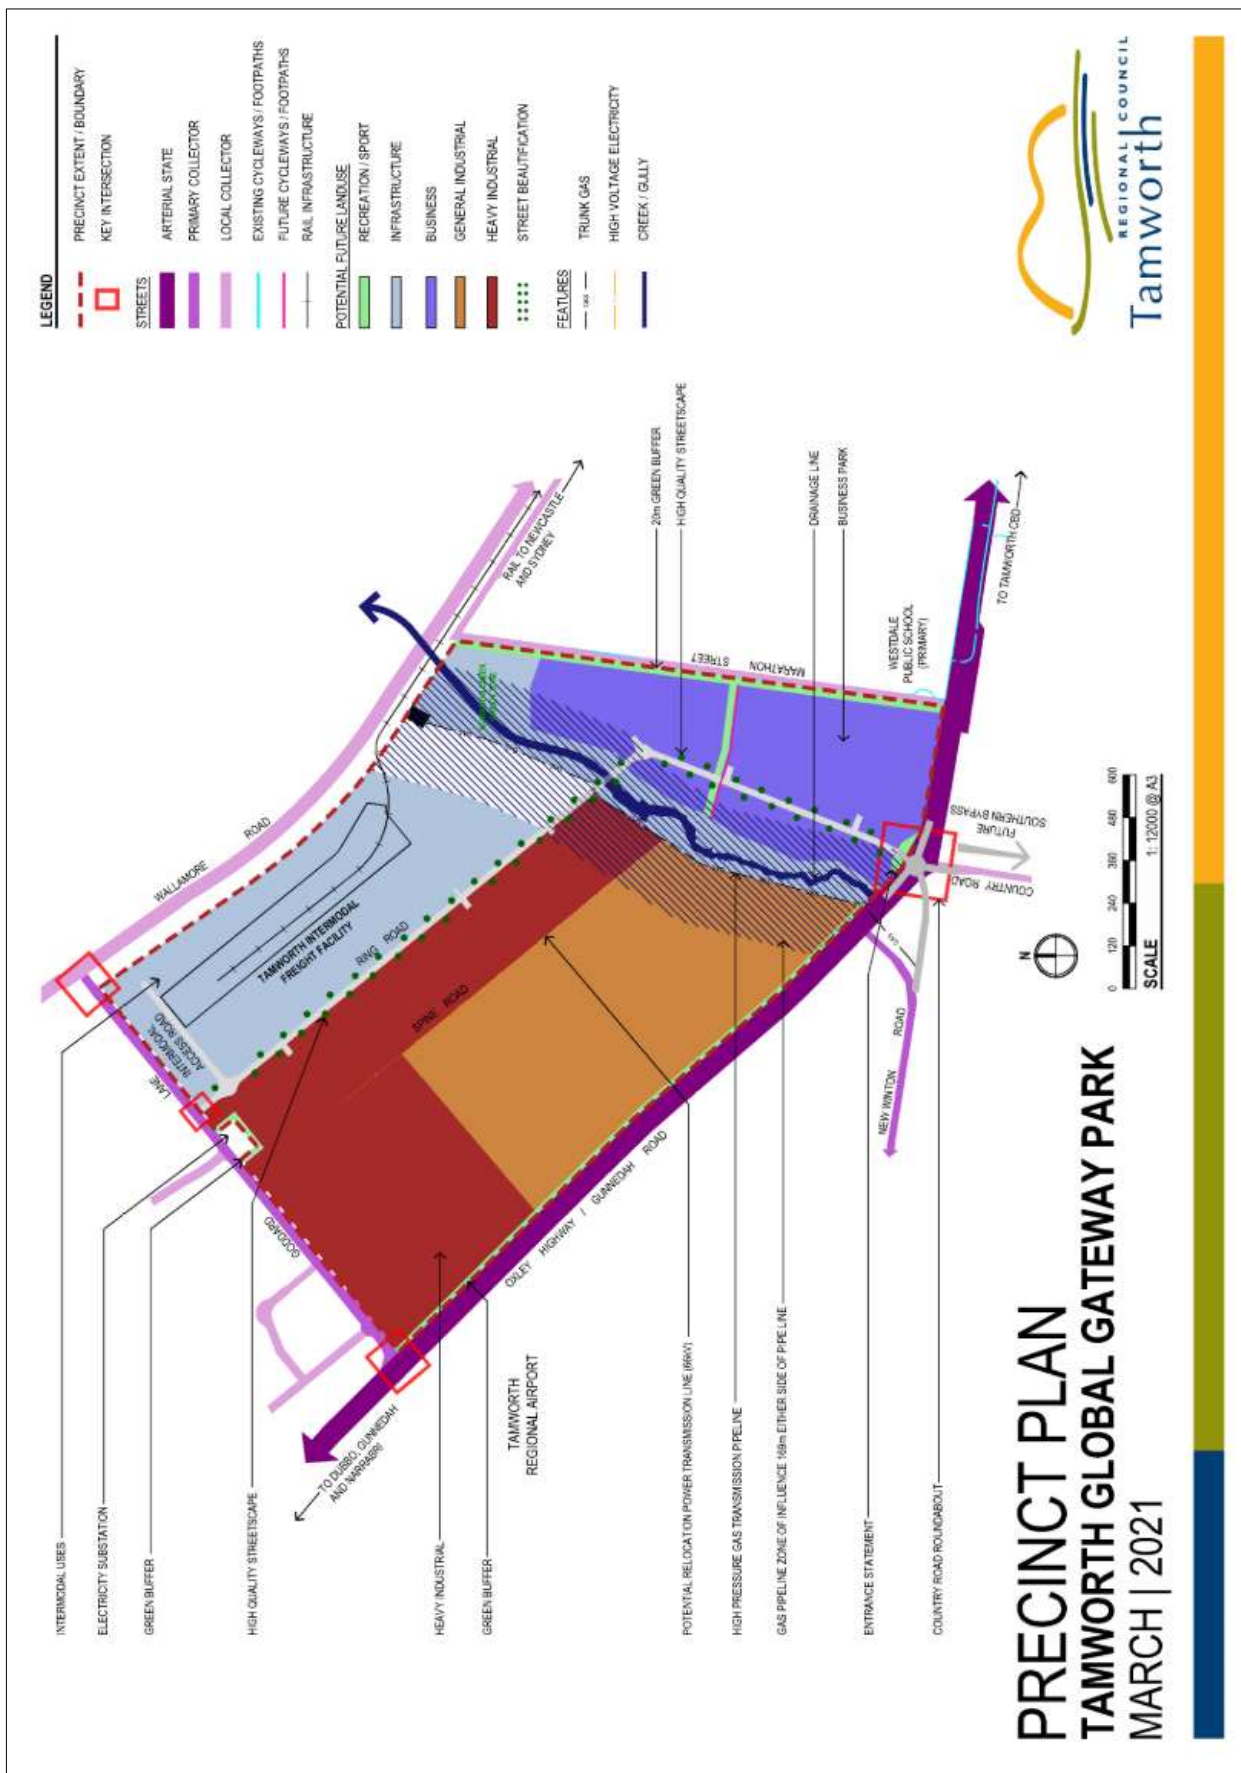 LEGEND
PRECINCT EXTENT / BOUNDARY
KEY INTERSECTION
STREETS
ARTERIAL STATE
PRIMARY COLLECTOR
LOCAL COLLECTOR
EXISTING CYCLEWAYS / FOOTPATHS
FUTURE CYCLEWAYS / FOOTPATHS
RAIL INFRASTRUCTURE
POTENTIAL FUTURE LANDUSE
RECREATION / SPORT
INFRASTRUCTURE
BUSINESS
GENERAL INDUSTRIAL
HEAVY INDUSTRIAL
STREET BEAUTIFICATION
FEATURES
GAS
TRUNK GAS
HIGH VOLTAGE ELECTRICITY
CREEK / GULLY
REGIONAL COUNCIL
Tamworth
INTERMODAL USES
ELECTRICITY SUBSTATION
GREEN BUFFER
HIGH QUALITY STREETSCAPE
HEAVY INDUSTRIAL
GREEN BUFFER
POTENTIAL RELOCATION POWER TRANSMISSION LINE (66kV)
HIGH PRESSURE GAS TRANSMISSION PIPELINE
GAS PIPELINE ZONE OF INFLUENCE 169m EITHER SIDE OF PIPE LINE
ENTRANCE STATEMENT
COUNTRY ROAD ROUNDABOUT
WALLAMORE ROAD
TAMWORTH INTERMODAL
FREIGHT FACILITY
INTERMODAL
ACCESS ROAD
RING ROAD
SPINE ROAD
GODDARD LANE
OXLEY HIGHWAY / GUNNEDAH ROAD
TAMWORTH
REGIONAL AIRPORT
TO DUBBO, GUNNEDAH
AND NARRABRI
RAIL TO NEWCASTLE
AND SYDNEY
20m GREEN BUFFER
HIGH QUALITY STREETSCAPE
DRAINAGE LINE
BUSINESS PARK
MARATHON STREET
WESTDALE
PUBLIC SCHOOL
(PRIMARY)
TO TAMWORTH CBD
FUTURE
SOUTHERN BYPASS
COUNTRY ROAD
NEW WINTON ROAD
GAS
N
0 120 240 360 480 600
SCALE 1: 12000 @ A3
PRECINCT PLAN
TAMWORTH GLOBAL GATEWAY PARK
MARCH | 2021